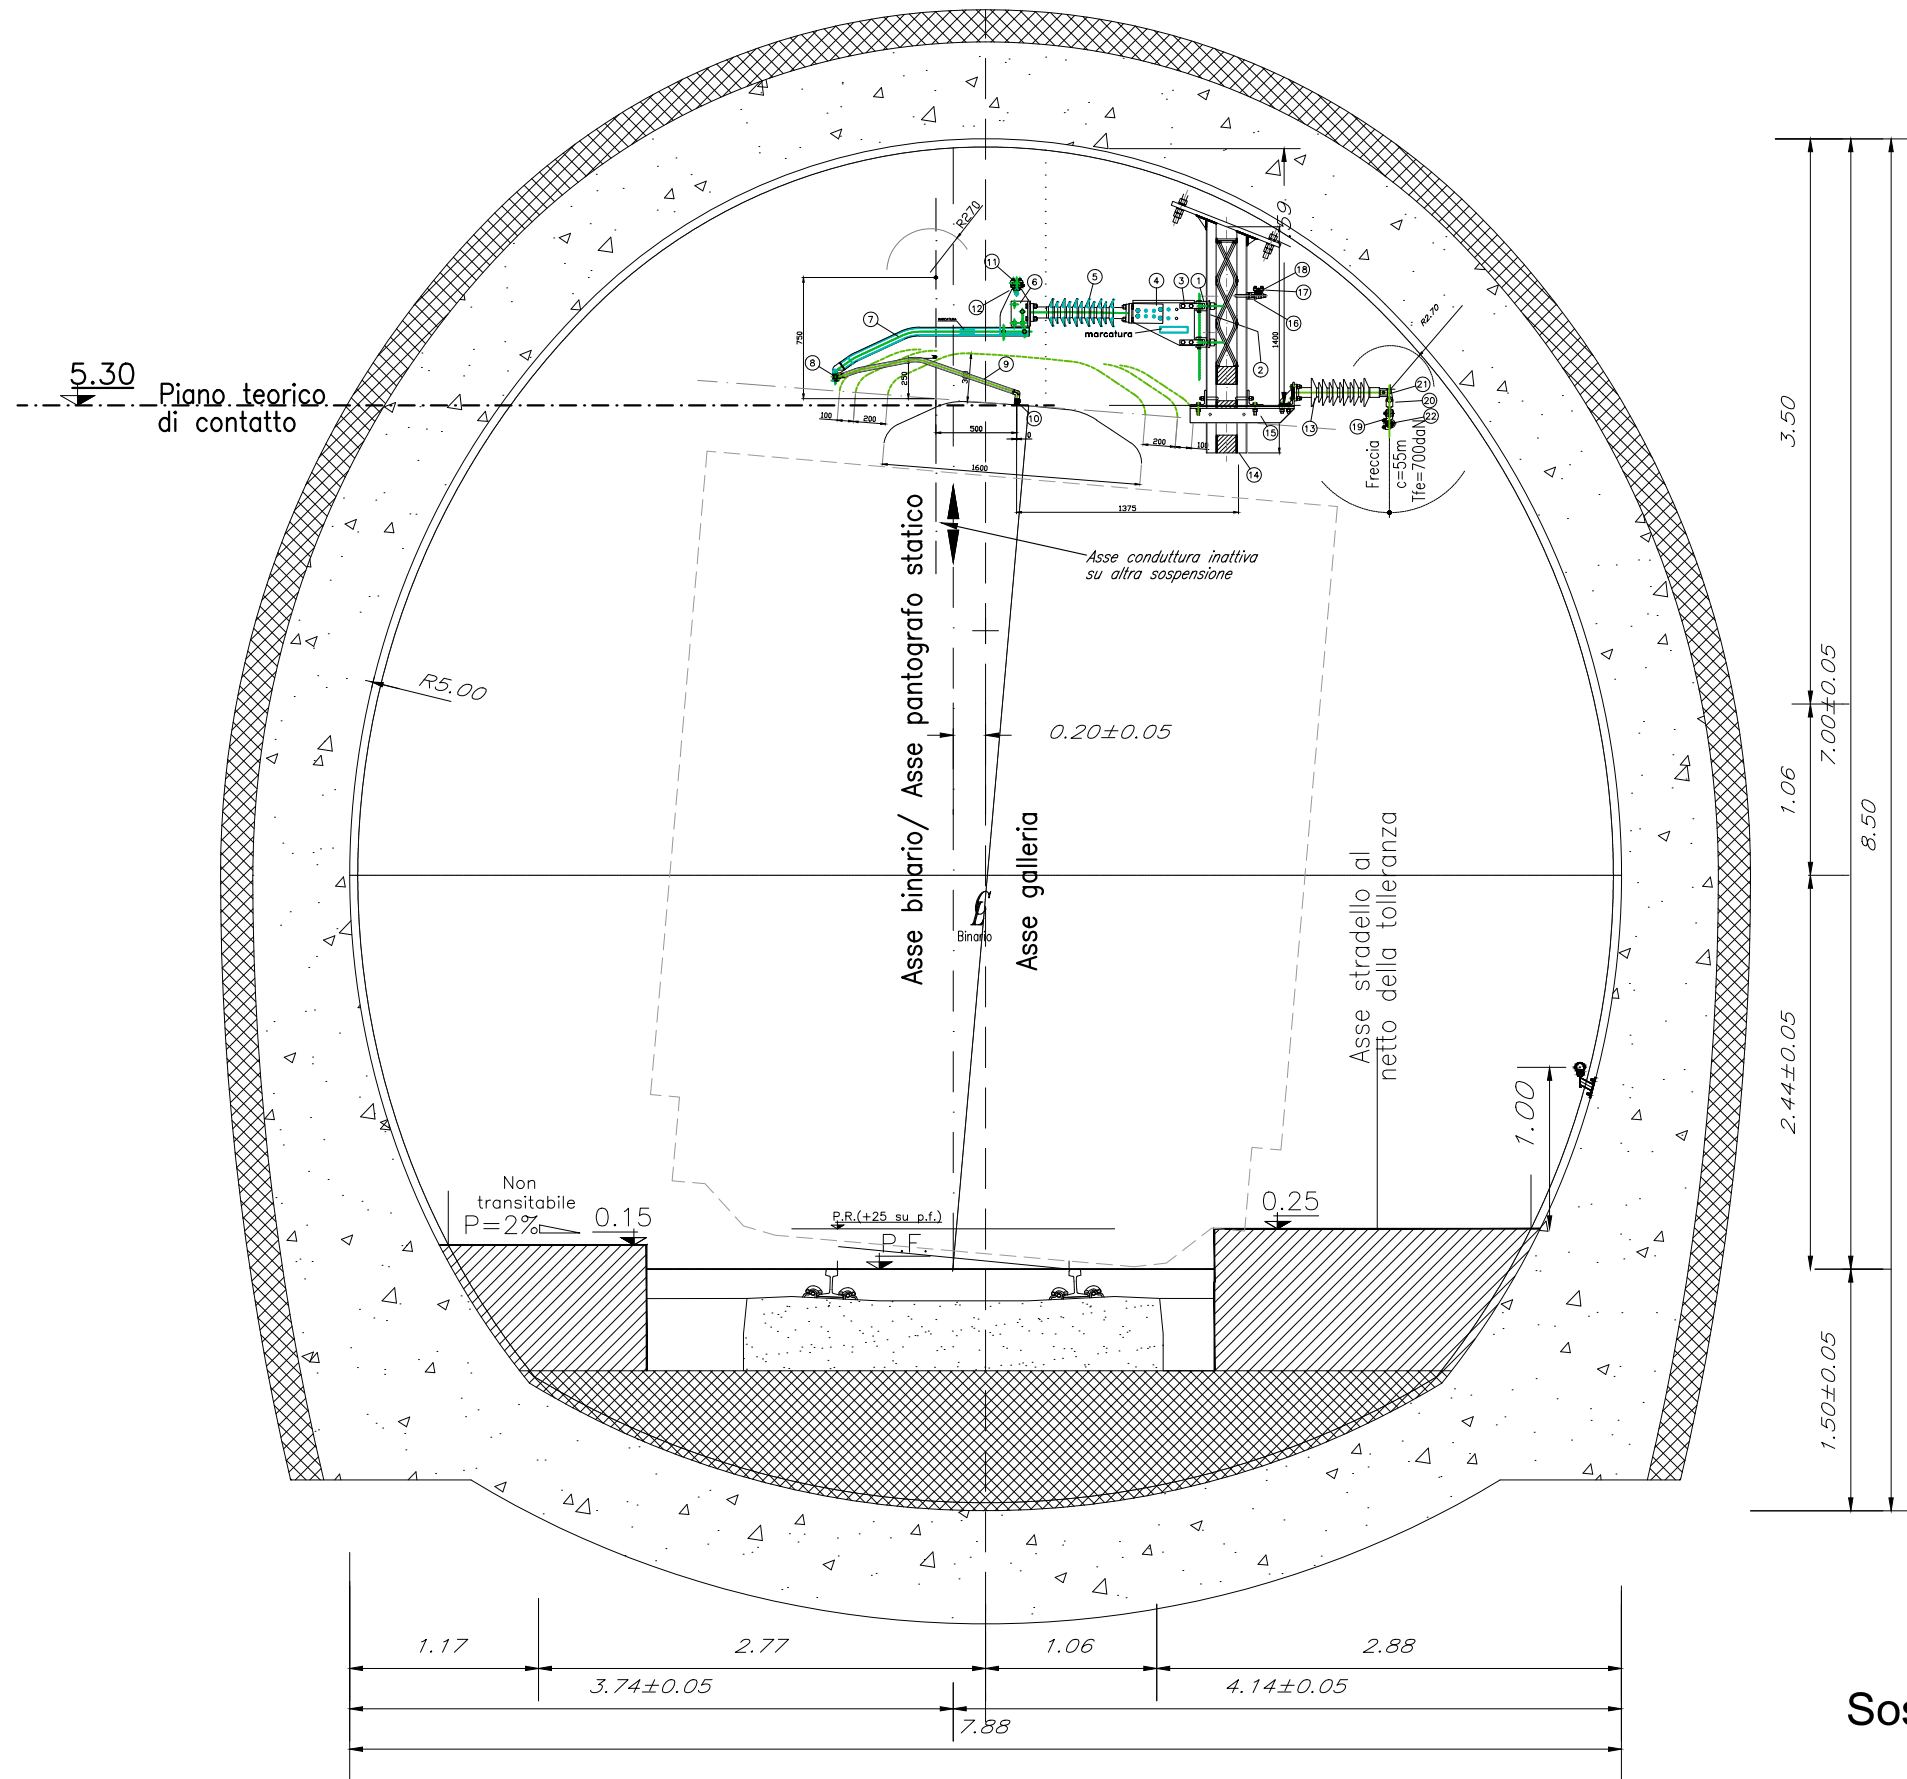 R270
59
11
12
6
5
4
3
1
18
17
16
7
MARCATURA
marcatura
750
1400
R2.70
8
250
9
2
5.30
Piano teorico
di contatto
100
200
500
10
1600
200
100
15
14
13
21
20
19
22
1375
Freccia
c=55m
Tfe=700daN
Asse conduttura inattiva
su altra sospensione
Asse binario/ Asse pantografo statico
Asse galleria
R5.00
0.20±0.05
Binario
Asse stradello al
netto della tolleranza
3.50
1.06
7.00±0.05
8.50
2.44±0.05
1.50±0.05
1.00
Non
transitabile
P=2%
0.15
P.R.(+25 su p.f.)
P.F.
0.25
1.17
2.77
1.06
2.88
3.74±0.05
4.14±0.05
7.88
Sos